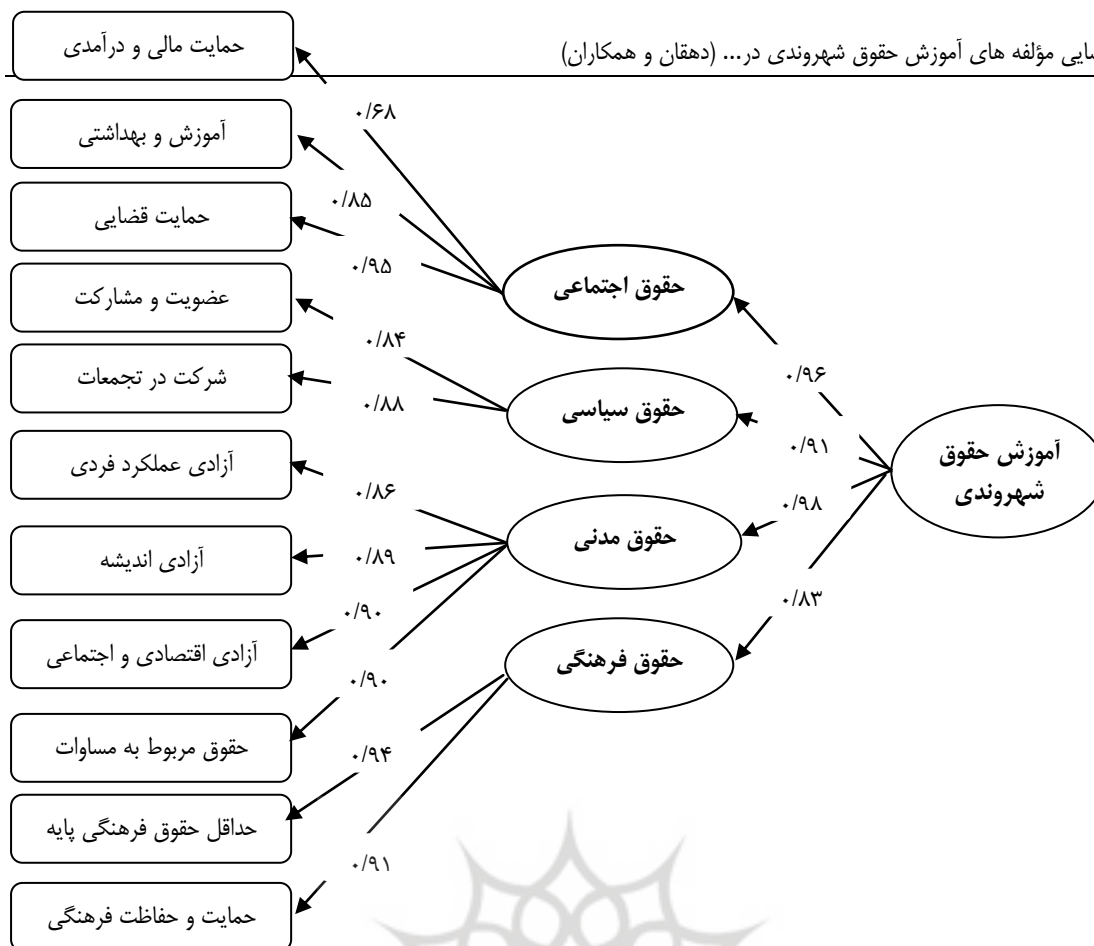 سایی مؤلفه های آموزش حقوق شهروندی در... (دهقان و همکاران)
آموزش حقوق
شهروندی
۰/۹۶
۰/۹۱
۰/۹۸
۰/۸۳
حقوق اجتماعی
حقوق سیاسی
حقوق مدنی
حقوق فرهنگی
۰/۶۸
۰/۸۵
۰/۹۵
۰/۸۴
۰/۸۸
۰/۸۶
۰/۸۹
۰/۹۰
۰/۹۰
۰/۹۴
۰/۹۱
حمایت مالی و درآمدی
آموزش و بهداشتی
حمایت قضایی
عضویت و مشارکت
شرکت در تجمعات
آزادی عملکرد فردی
آزادی اندیشه
آزادی اقتصادی و اجتماعی
حقوق مربوط به مساوات
حداقل حقوق فرهنگی پایه
حمایت و حفاظت فرهنگی